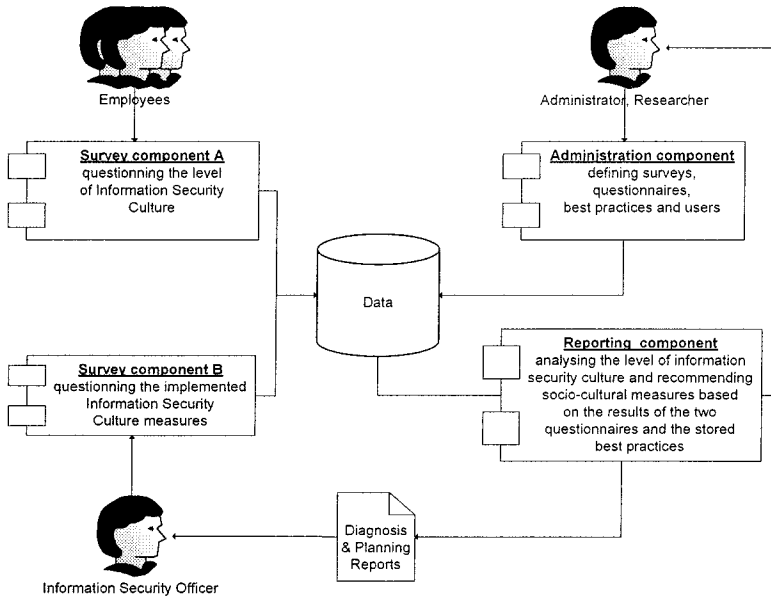 Employees
Administrator, Researcher
Survey component A
questionning the level
of Information Security
Culture
Administration component
defining surveys,
questionnaires,
best practices and users
Data
Survey component B
questionning the implemented
Information Security
Culture measures
Reporting component
analysing the level of information
security culture and recommending
socio-cultural measures based
on the results of the two
questionnaires and the stored
best practices
Diagnosis
& Planning
Reports
Information Security Officer